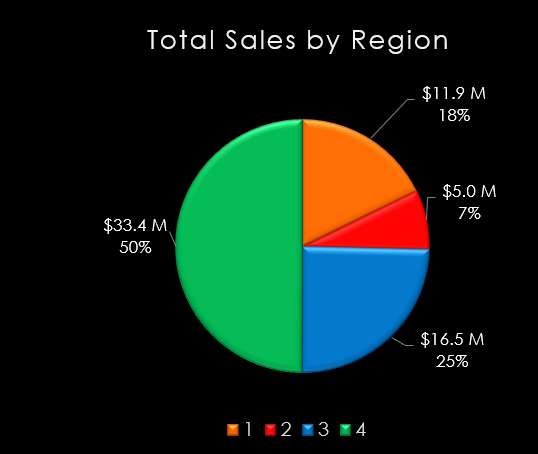 Total Sales by Region
$11.9 M
18%
$5.0 M
7%
$33.4 M
50%
$16.5 M
25%
1 2 3 4